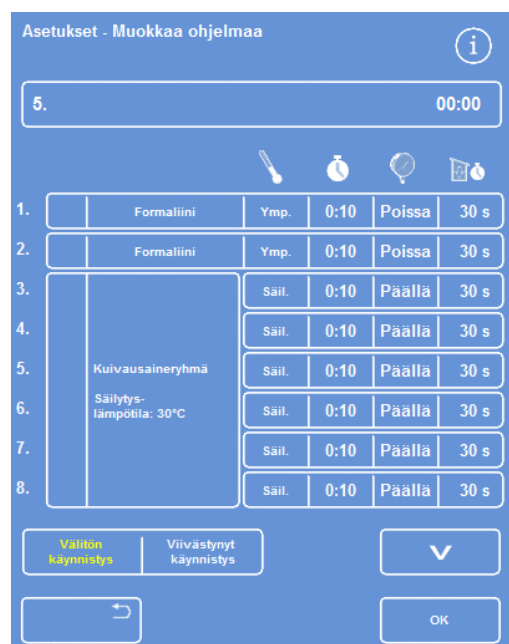 Asetukset - Muokkaa ohjelmaa
i
5. 00:00
1. Formaliini Ymp. 0:10 Poissa 30 s
2. Formaliini Ymp. 0:10 Poissa 30 s
3. Säil. 0:10 Päällä 30 s
4. Säil. 0:10 Päällä 30 s
5. Kuivausaineryhmä Säil. 0:10 Päällä 30 s
Säilytys-
6. lämpötila: 30°C Säil. 0:10 Päällä 30 s
7. Säil. 0:10 Päällä 30 s
8. Säil. 0:10 Päällä 30 s
Välitön Viivästynyt
käynnistys käynnistys
OK